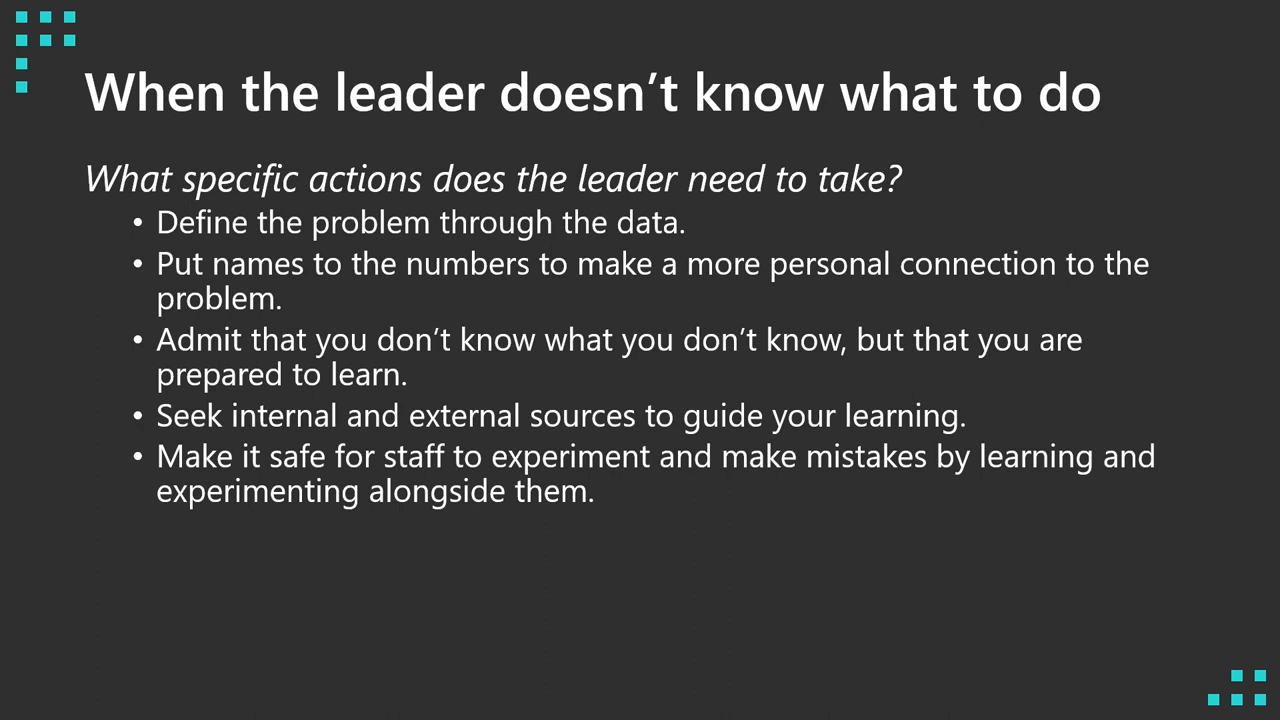 When the leader doesn’t know what to do
What specific actions does the leader need to take?
• Define the problem through the data.
• Put names to the numbers to make a more personal connection to the
problem.
• Admit that you don’t know what you don’t know, but that you are
prepared to learn.
• Seek internal and external sources to guide your learning.
• Make it safe for staff to experiment and make mistakes by learning and
experimenting alongside them.